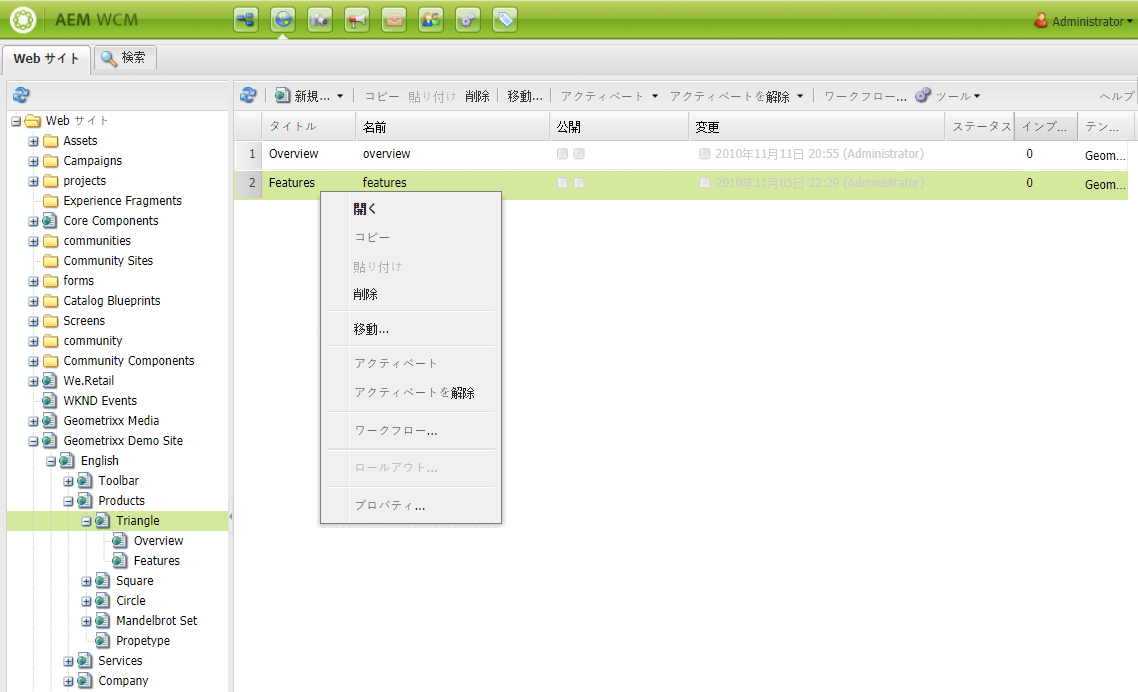 AEM WCM
Administrator
Web サイト
検索
新規... コピー 貼り付け 削除 移動... アクティベート アクティベートを解除 ワークフロー... ツール ヘルプ
Web サイト
Assets
Campaigns
projects
Experience Fragments
Core Components
communities
Community Sites
forms
Catalog Blueprints
Screens
community
Community Components
We.Retail
WKND Events
Geometrixx Media
Geometrixx Demo Site
English
Toolbar
Products
Triangle
Overview
Features
Square
Circle
Mandelbrot Set
Propetype
Services
Company
タイトル 名前 公開 変更 ステータス インプ... テン...
1 Overview overview 2010年11月11日 20:55 (Administrator) 0 Geom...
2 Features features 2010年11月05日 22:29 (Administrator) 0 Geom...
開く
コピー
貼り付け
削除
移動...
アクティベート
アクティベートを解除
ワークフロー...
ロールアウト...
プロパティ...